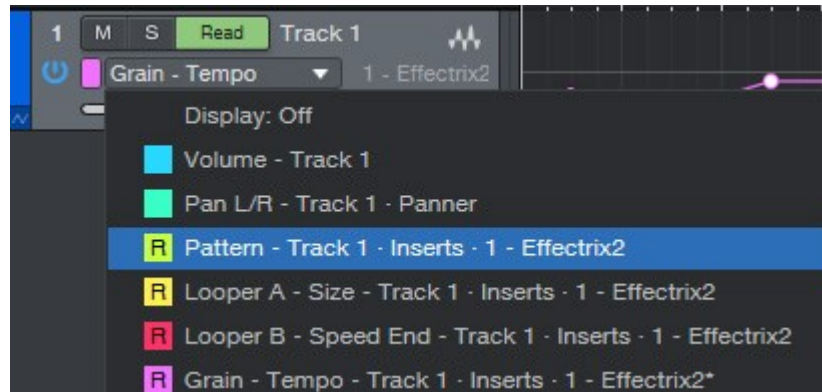 1 M S Read Track 1
Grain - Tempo 1 - Effectrix2
Display: Off
Volume - Track 1
Pan L/R - Track 1 · Panner
R Pattern - Track 1 · Inserts · 1 - Effectrix2
R Looper A - Size - Track 1 · Inserts · 1 - Effectrix2
R Looper B - Speed End - Track 1 · Inserts · 1 - Effectrix2
R Grain - Tempo - Track 1 · Inserts · 1 - Effectrix2*